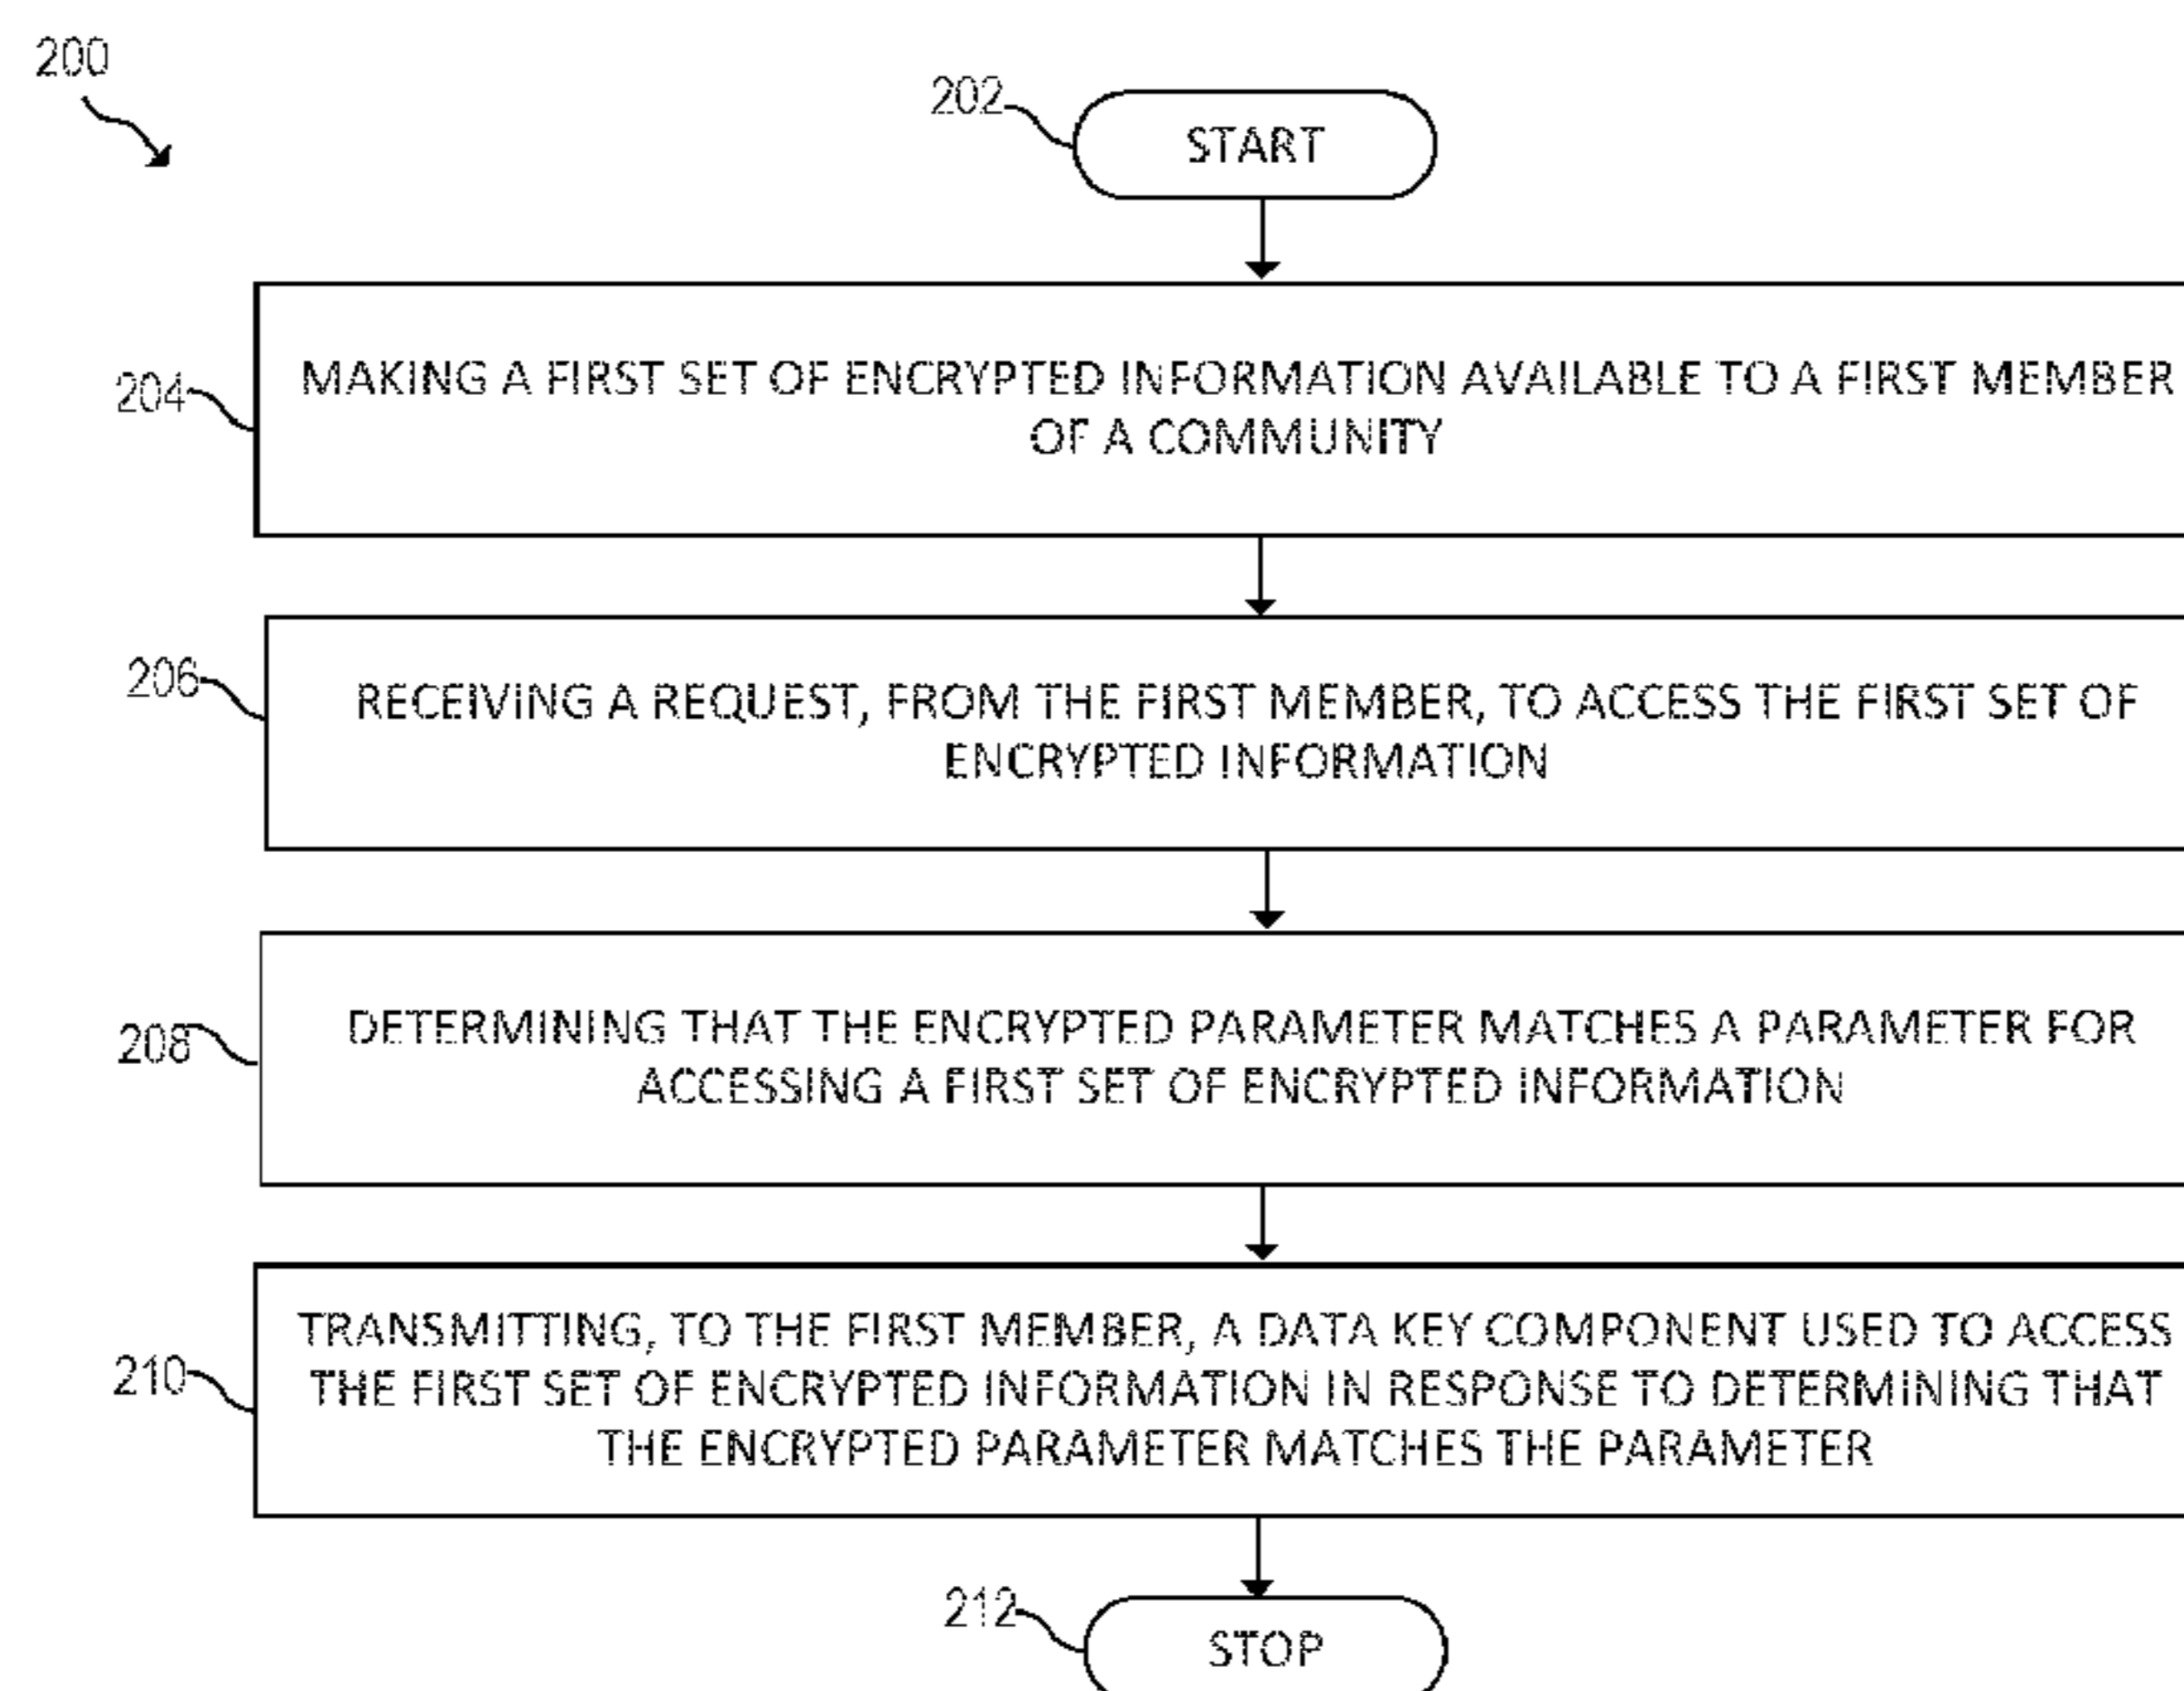 200
202
START
204
MAKING A FIRST SET OF ENCRYPTED INFORMATION AVAILABLE TO A FIRST MEMBER
OF A COMMUNITY
206
RECEIVING A REQUEST, FROM THE FIRST MEMBER, TO ACCESS THE FIRST SET OF
ENCRYPTED INFORMATION
208
DETERMINING THAT THE ENCRYPTED PARAMETER MATCHES A PARAMETER FOR
ACCESSING A FIRST SET OF ENCRYPTED INFORMATION
210
TRANSMITTING, TO THE FIRST MEMBER, A DATA KEY COMPONENT USED TO ACCESS
THE FIRST SET OF ENCRYPTED INFORMATION IN RESPONSE TO DETERMINING THAT
THE ENCRYPTED PARAMETER MATCHES THE PARAMETER
212
STOP